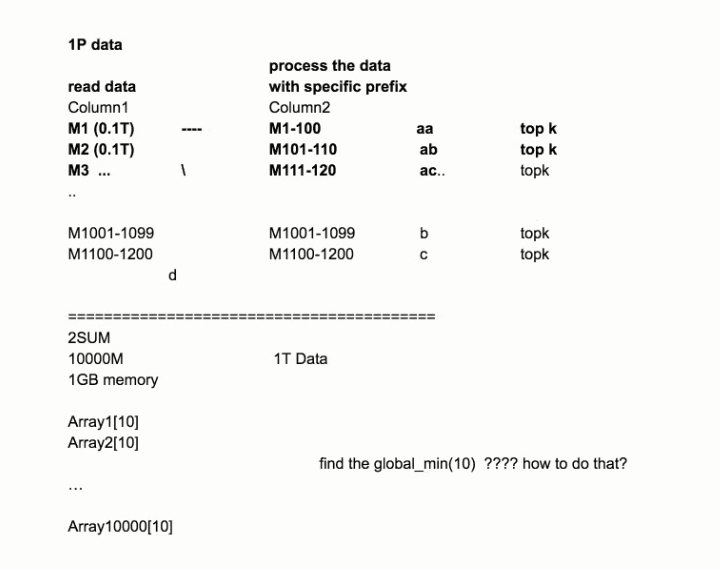 1P data
process the data
read data with specific prefix
Column1 Column2
M1 (0.1T) ---- M1-100 aa top k
M2 (0.1T) M101-110 ab top k
M3 ... \ M111-120 ac.. topk
..
M1001-1099 M1001-1099 b topk
M1100-1200 M1100-1200 c topk
d
=========================================
2SUM
10000M 1T Data
1GB memory
Array1[10]
Array2[10]
find the global_min(10) ???? how to do that?
...
Array10000[10]